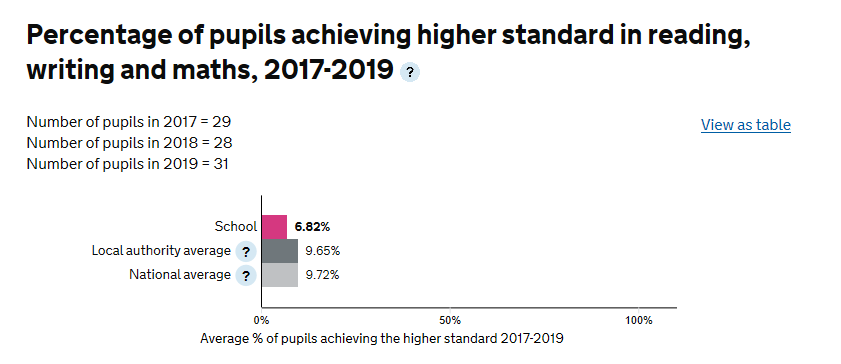 Percentage of pupils achieving higher standard in reading,
writing and maths, 2017-2019 ?
Number of pupils in 2017 = 29
View as table
Number of pupils in 2018 = 28
Number of pupils in 2019 = 31
School 6.82%
Local authority average ? 9.65%
National average ? 9.72%
0% 50% 100%
Average % of pupils achieving the higher standard 2017-2019